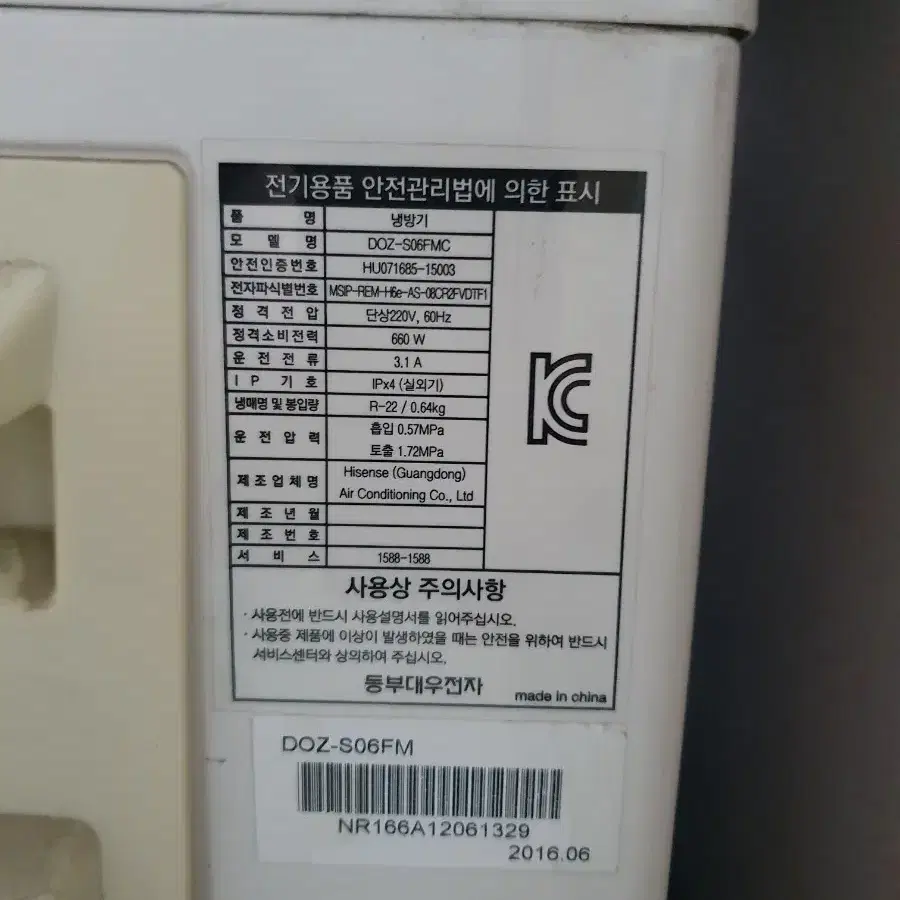 전기용품 안전관리법에 의한 표시
품 명 냉방기
모 델 명 DOZ-S06FMC
안전인증번호 HU071685-15003
전자파식별번호 MSIP-REM-H6e-AS-08CR2FVDTF1
정 격 전 압 단상220V, 60Hz
정격소비전력 660 W
운 전 전 류 3.1 A
I P 기 호 IPx4 (실외기)
냉매명 및 봉입량 R-22 / 0.64kg
운 전 압 력 흡입 0.57MPa
토출 1.72MPa
제 조 업 체 명 Hisense (Guangdong)
Air Conditioning Co., Ltd
제 조 년 월
제 조 번 호
서 비 스 1588-1588
사용상 주의사항
· 사용전에 반드시 사용설명서를 읽어주십시오.
· 사용중 제품에 이상이 발생하였을 때는 안전을 위하여 반드시
서비스센터와 상의하여 주십시오.
동부대우전자
made in china
DOZ-S06FM
NR166A12061329
2016.06